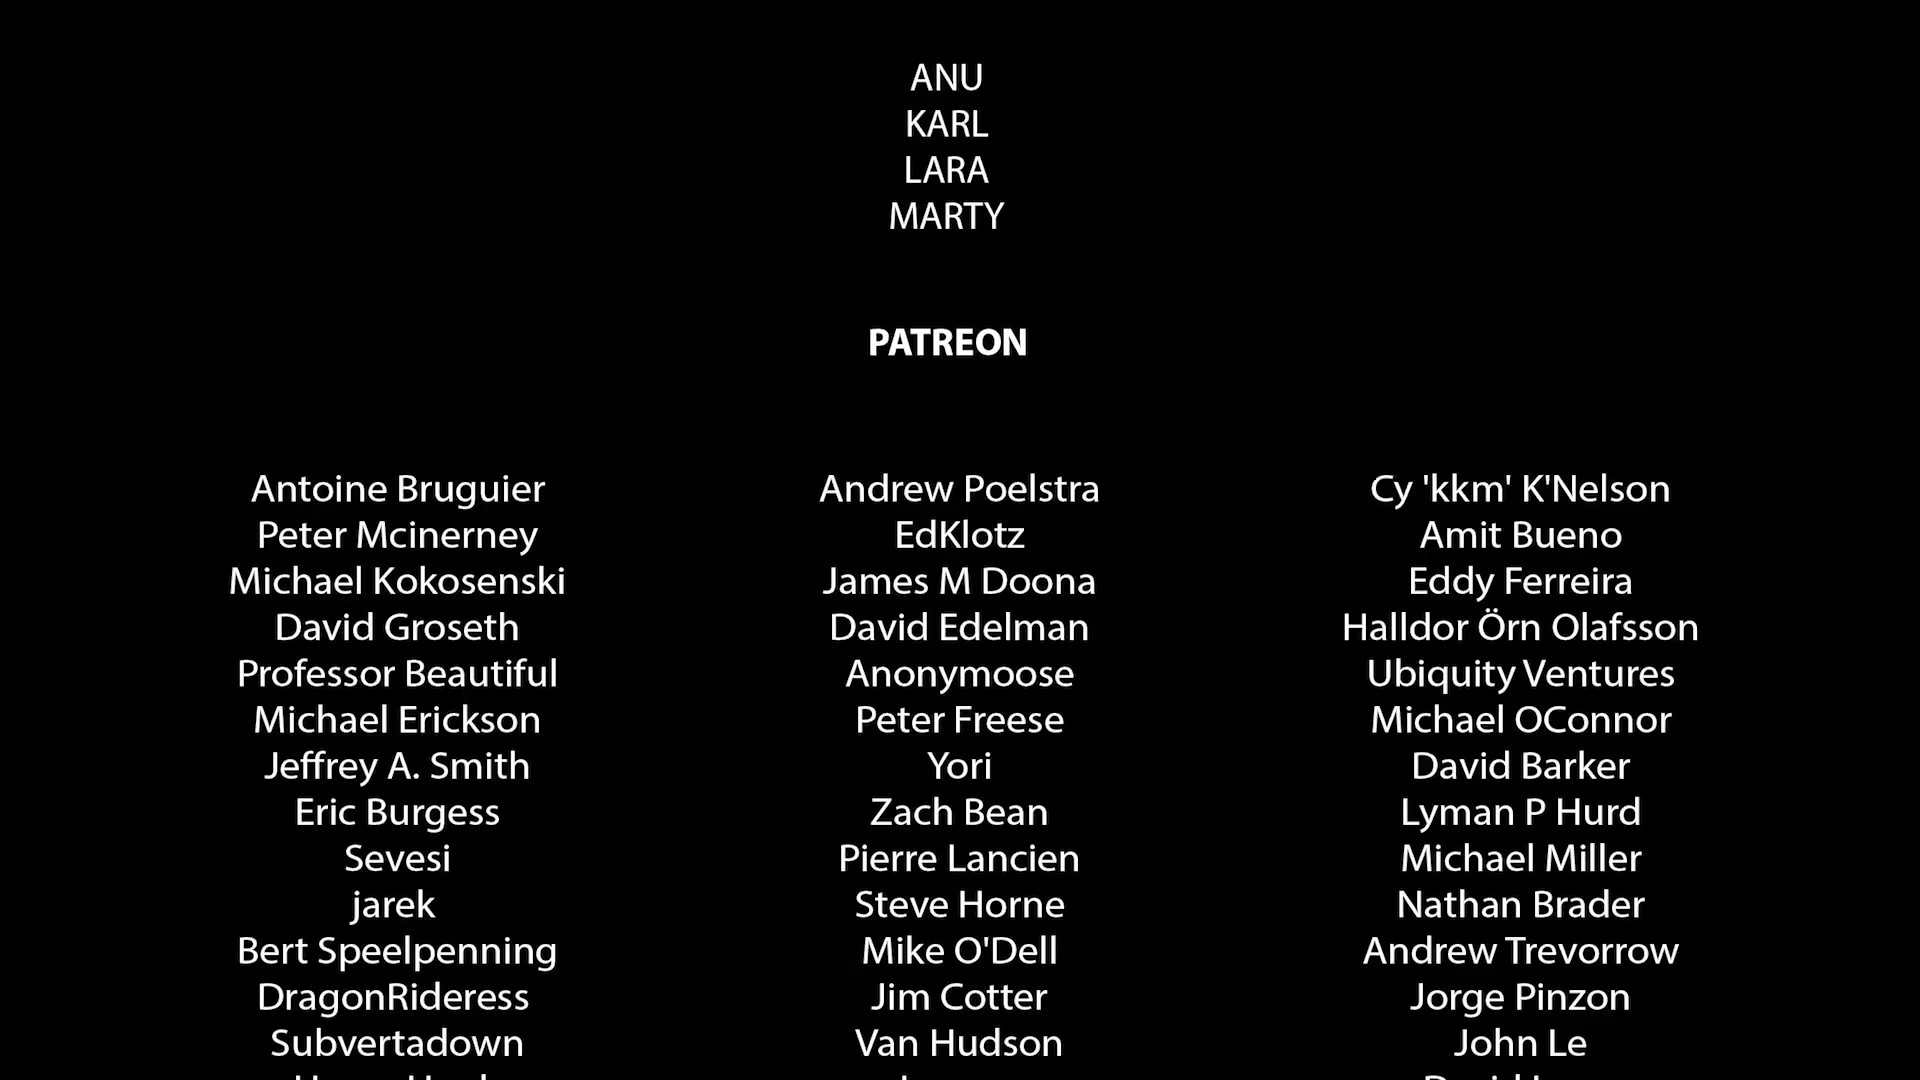 ANU
KARL
LARA
MARTY
PATREON
Antoine Bruguier
Peter Mcinerney
Michael Kokosenski
David Groseth
Professor Beautiful
Michael Erickson
Jeffrey A. Smith
Eric Burgess
Sevesi
jarek
Bert Speelpenning
DragonRideress
Subvertadown
Andrew Poelstra
EdKlotz
James M Doona
David Edelman
Anonymoose
Peter Freese
Yori
Zach Bean
Pierre Lancien
Steve Horne
Mike O'Dell
Jim Cotter
Van Hudson
Cy 'kkm' K'Nelson
Amit Bueno
Eddy Ferreira
Halldor Örn Olafsson
Ubiquity Ventures
Michael OConnor
David Barker
Lyman P Hurd
Michael Miller
Nathan Brader
Andrew Trevorrow
Jorge Pinzon
John Le